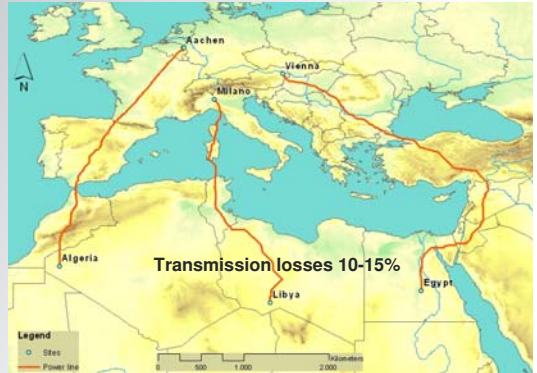 Aachen
Vienna
N
Milano
Algeria
Transmission losses 10-15%
Libya
Egypt
Legend
Sites
Power line
Kilometers
0 500 1.000 2.000